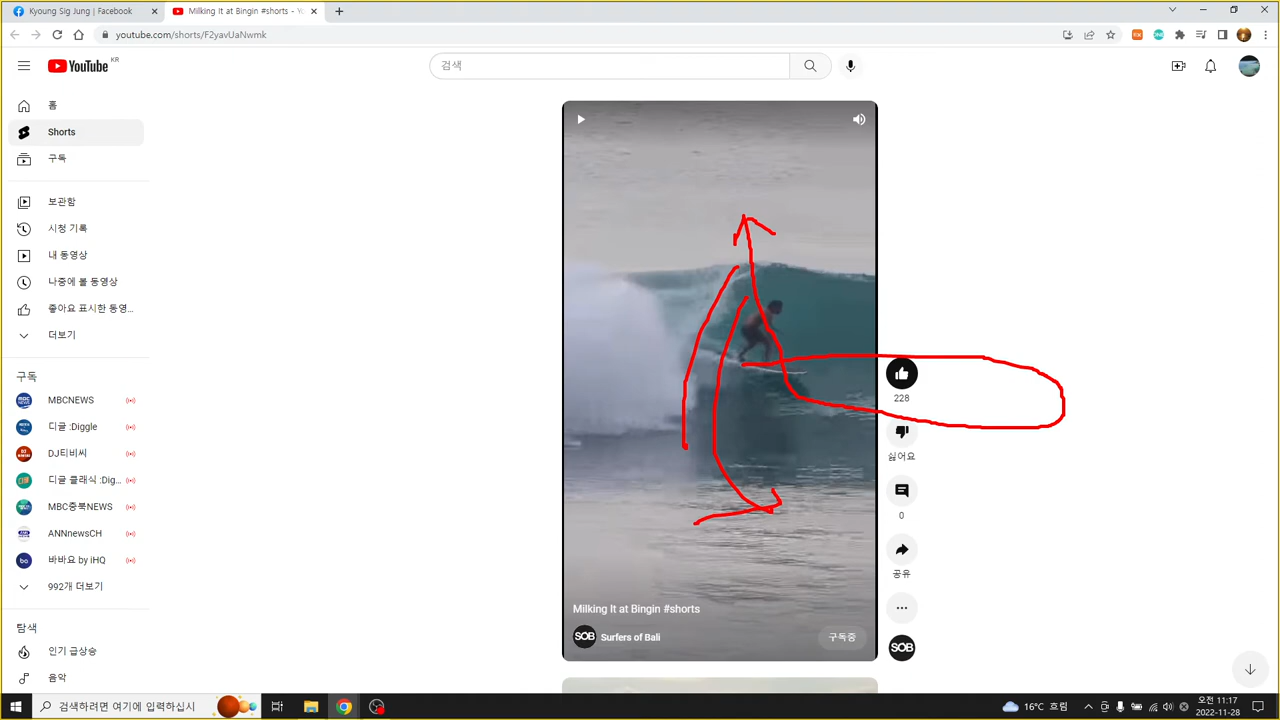 Kyoung Sig Jung | Facebook
Milking It at Bingin #shorts - Yo
youtube.com/shorts/F2yavUaNwmk
YouTube KR
검색
홈
Shorts
구독
보관함
시청 기록
내 동영상
나중에 볼 동영상
좋아요 표시한 동영...
더보기
구독
MBCNEWS
디글 :Diggle
DJ티비씨
디글 클래식 :Dig...
MBC충북NEWS
ANNnewsCH
바바요 by iHQ
992개 더보기
탐색
인기 급상승
음악
228
싫어요
0
공유
Milking It at Bingin #shorts
SOB
Surfers of Bali
구독중
SOB
검색하려면 여기에 입력하십시
16°C 흐림
오전 11:17
2022-11-28